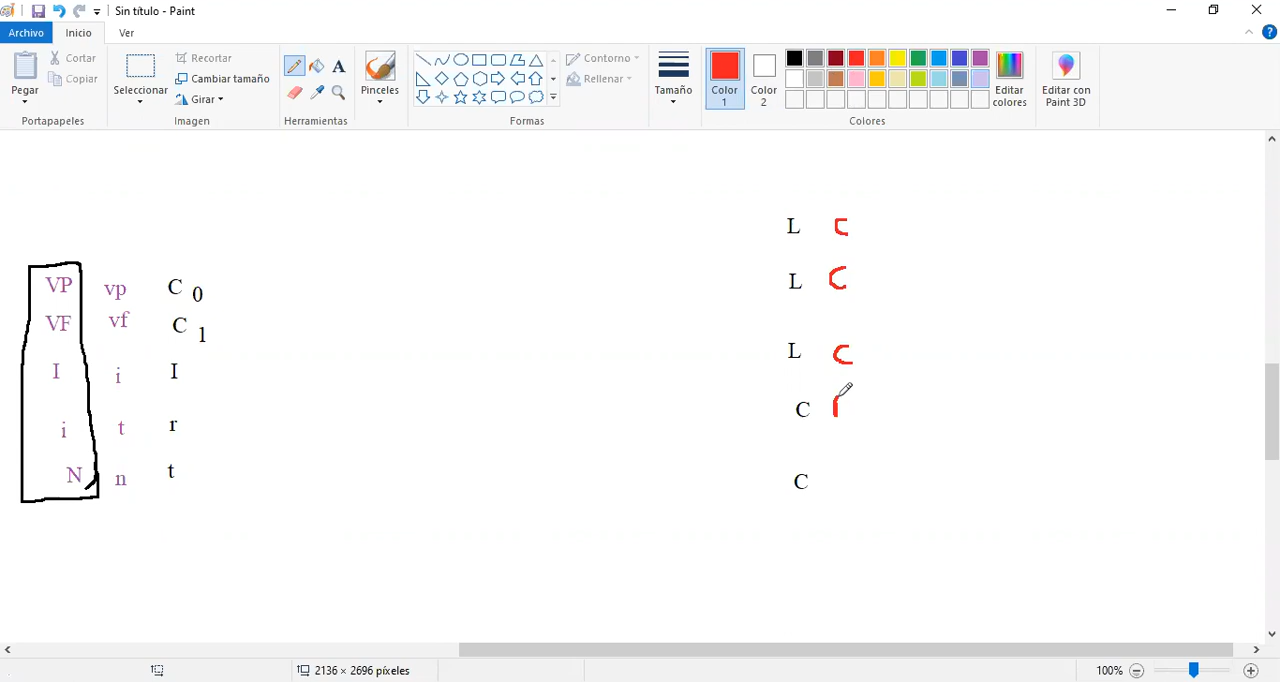 Sin título - Paint
Archivo Inicio Ver
Pegar
Cortar
Copiar
Portapapeles
Seleccionar
Recortar
Cambiar tamaño
Girar
Imagen
A
Herramientas
Pinceles
Contorno
Rellenar
Formas
Tamaño
Color 1
Color 2
Editar colores
Editar con Paint 3D
Colores
VP vp C 0
VF vf C 1
I i I
i t r
N n t
L C
L C
L C
C
C
2136 × 2696 píxeles
100%